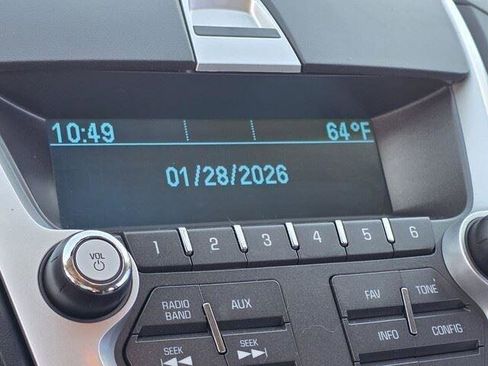 10:49 64°F
01/28/2026
VOL
1 2 3 4 5 6
RADIO BAND AUX
FAV TONE
INFO CONFIG
SEEK SEEK